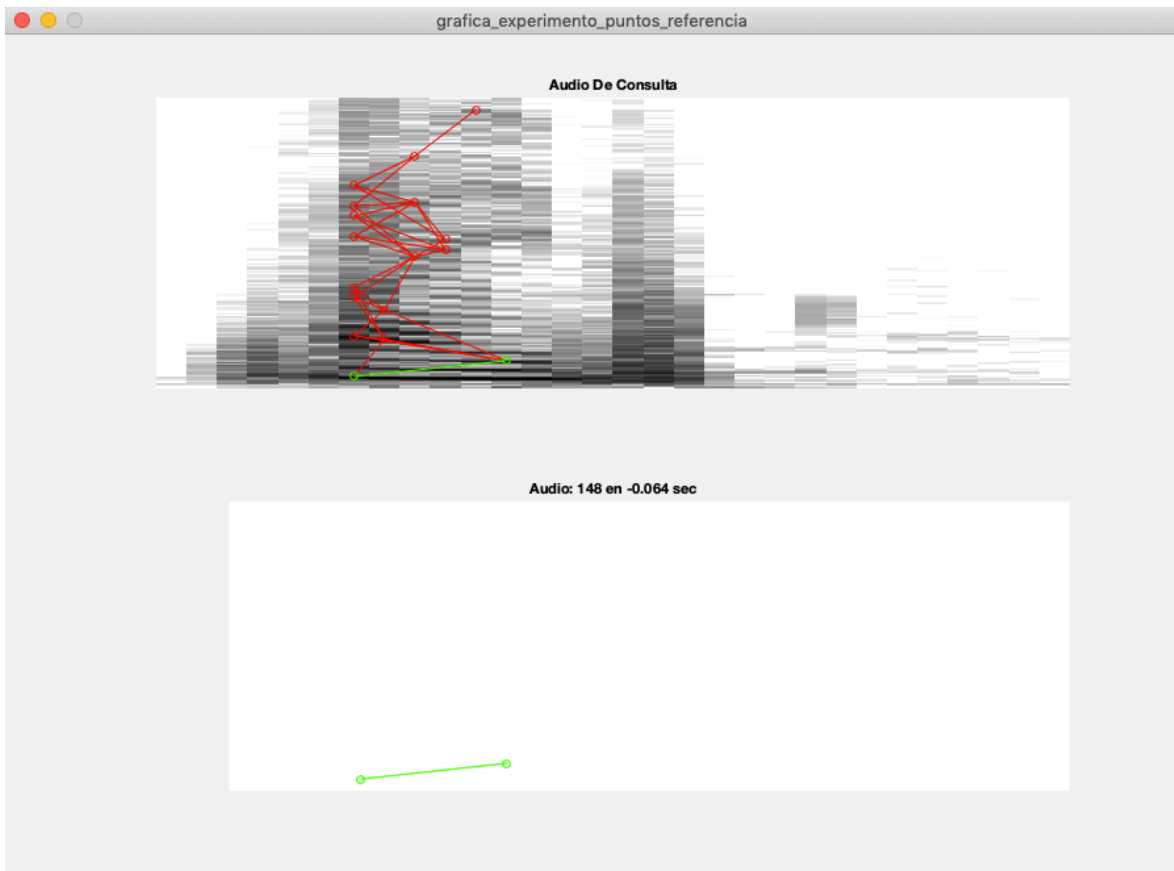 grafica_experimento_puntos_referencia
Audio De Consulta
Audio: 148 en -0.064 sec